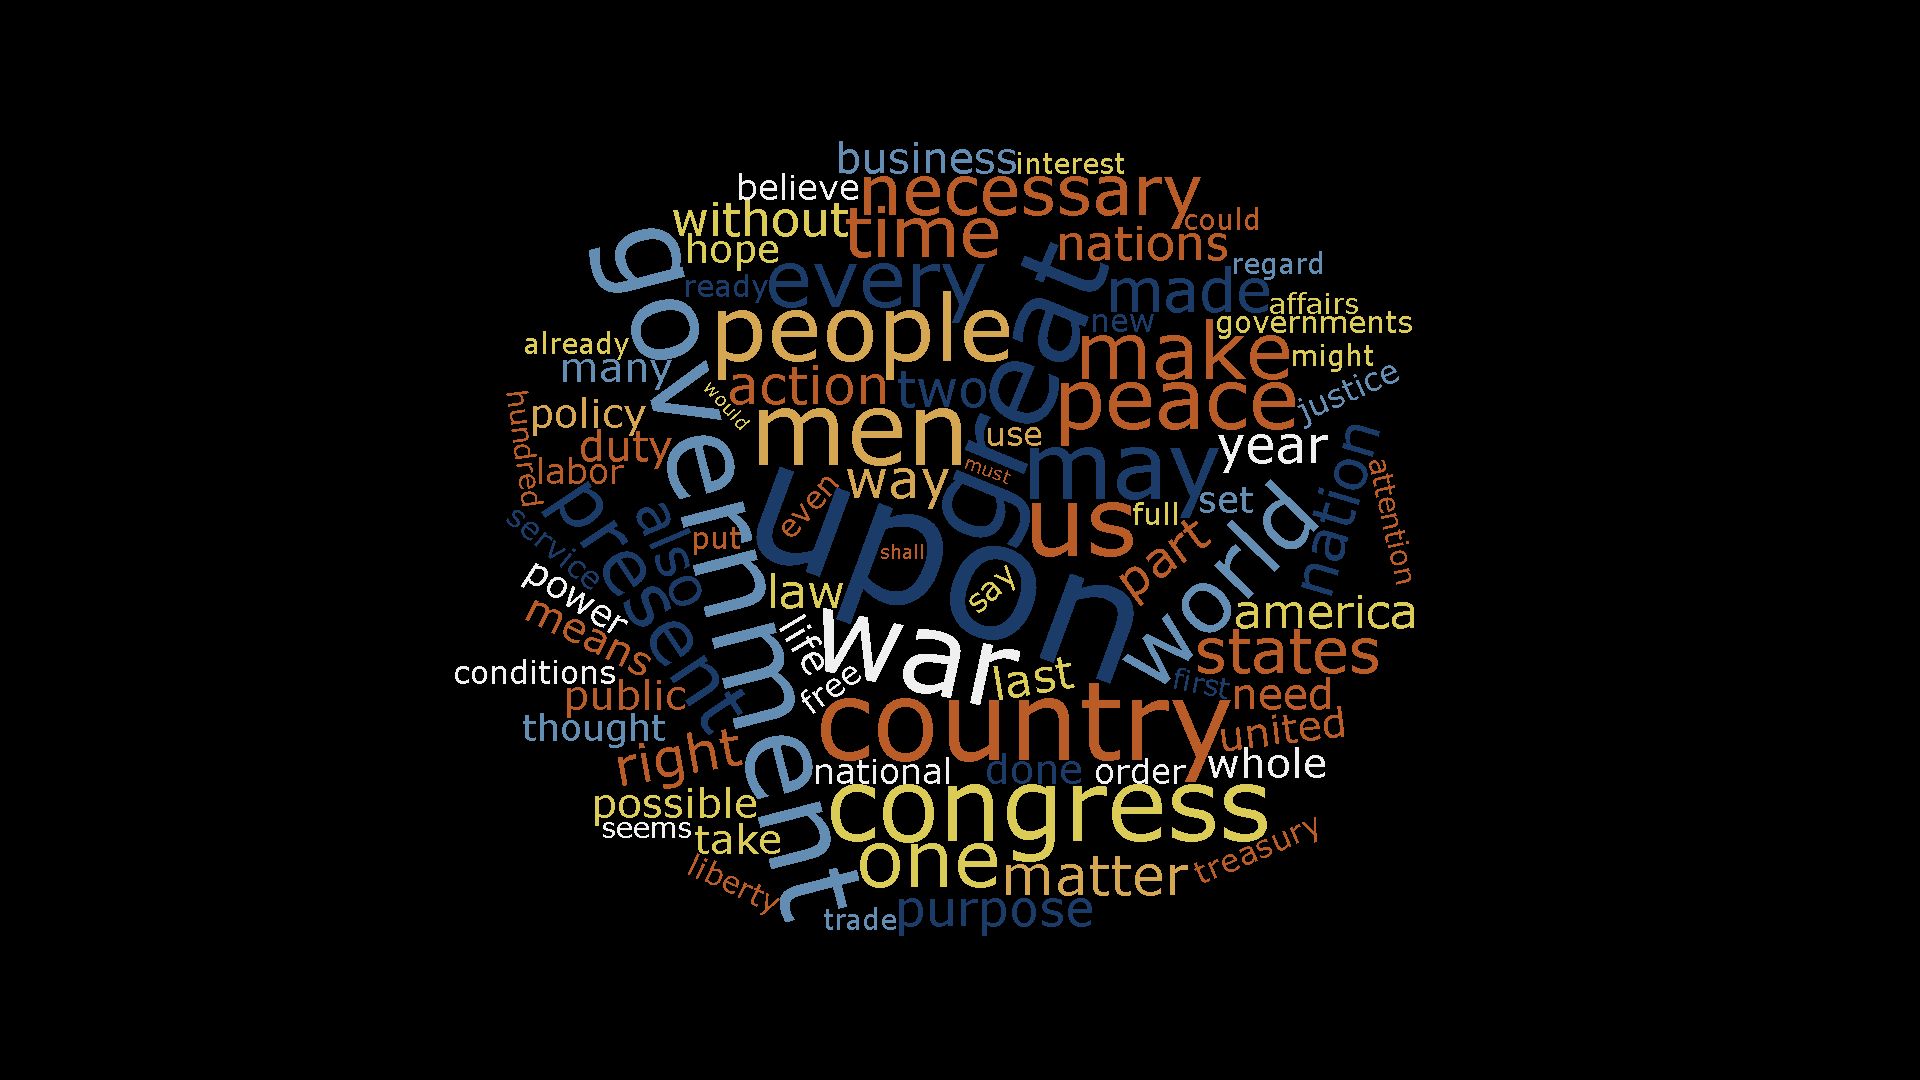 business
interest
believe
necessary
without
time
could
hope
nations
government
great
regard
ready
every
made
affairs
people
new
governments
already
make
might
many
action
two
peace
justice
would
hundred
policy
men
use
duty
may
year
labor
way
must
nation
attention
present
also
even
upon
us
full
set
service
put
shall
part
world
power
law
say
america
means
life
war
states
conditions
free
last
first
need
public
country
thought
united
right
national
done
order
whole
possible
congress
seems
take
one
treasury
liberty
matter
trade
purpose